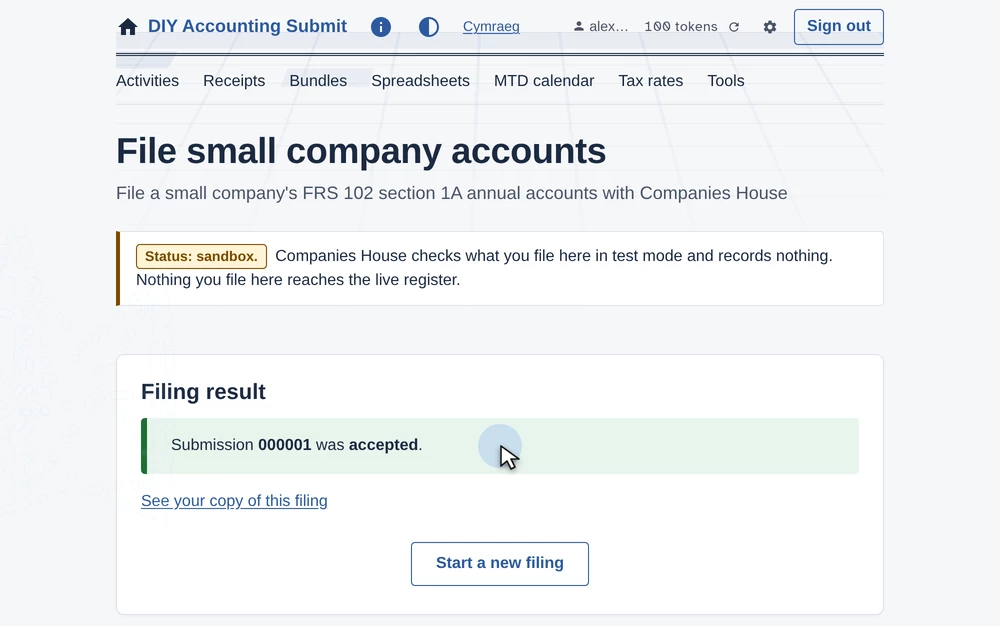 DIY Accounting Submit
Cymraeg
alex...
100 tokens
Sign out
Activities
Receipts
Bundles
Spreadsheets
MTD calendar
Tax rates
Tools
File small company accounts
File a small company's FRS 102 section 1A annual accounts with Companies House
Status: sandbox. Companies House checks what you file here in test mode and records nothing.
Nothing you file here reaches the live register.
Filing result
Submission 000001 was accepted.
See your copy of this filing
Start a new filing